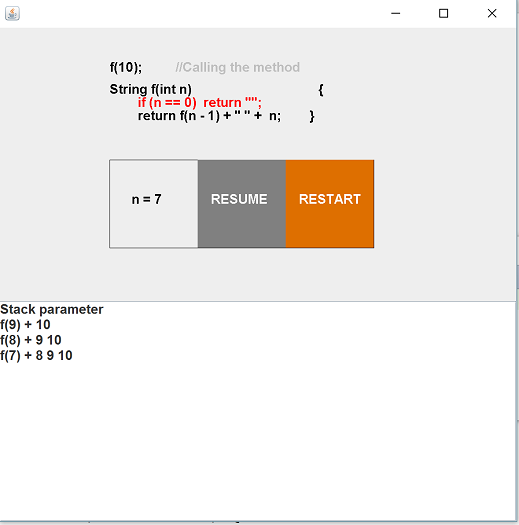 f(10); //Calling the method
String f(int n) {
if (n == 0) return "";
return f(n - 1) + " " + n; }
n = 7 RESUME RESTART
Stack parameter
f(9) + 10
f(8) + 9 10
f(7) + 8 9 10